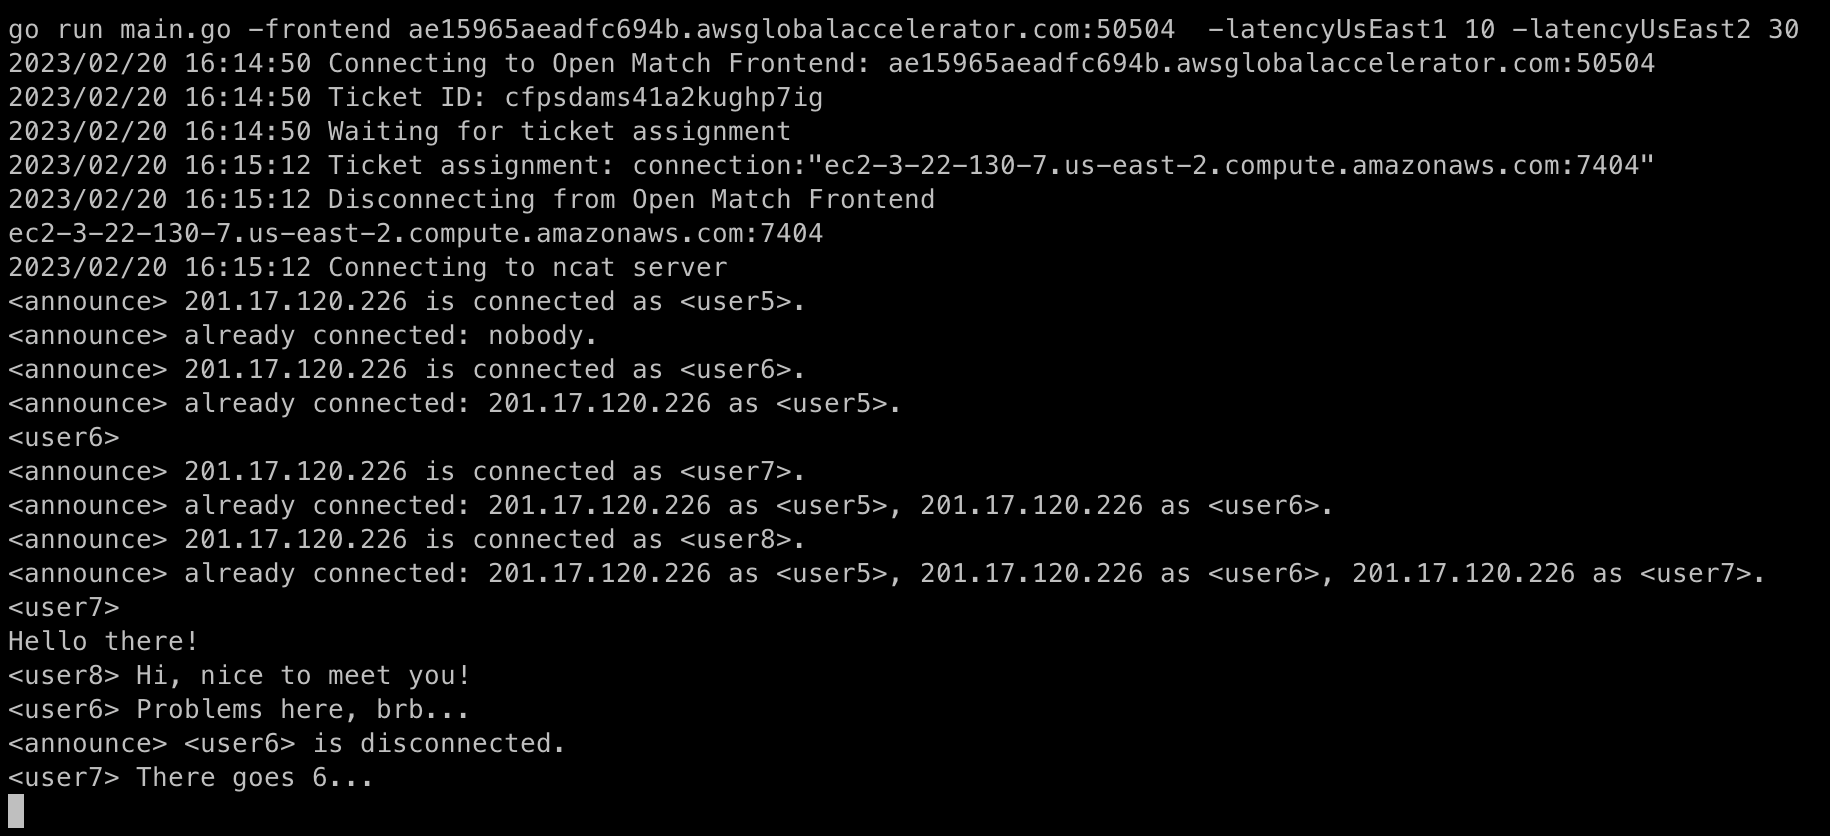 go run main.go -frontend ae15965aeadfc694b.awsglobalaccelerator.com:50504  -latencyUsEast1 10 -latencyUsEast2 30
2023/02/20 16:14:50 Connecting to Open Match Frontend: ae15965aeadfc694b.awsglobalaccelerator.com:50504
2023/02/20 16:14:50 Ticket ID: cfpsdams41a2kughp7ig
2023/02/20 16:14:50 Waiting for ticket assignment
2023/02/20 16:15:12 Ticket assignment: connection:"ec2-3-22-130-7.us-east-2.compute.amazonaws.com:7404"
2023/02/20 16:15:12 Disconnecting from Open Match Frontend
ec2-3-22-130-7.us-east-2.compute.amazonaws.com:7404
2023/02/20 16:15:12 Connecting to ncat server
<announce> 201.17.120.226 is connected as <user5>.
<announce> already connected: nobody.
<announce> 201.17.120.226 is connected as <user6>.
<announce> already connected: 201.17.120.226 as <user5>.
<user6>
<announce> 201.17.120.226 is connected as <user7>.
<announce> already connected: 201.17.120.226 as <user5>, 201.17.120.226 as <user6>.
<announce> 201.17.120.226 is connected as <user8>.
<announce> already connected: 201.17.120.226 as <user5>, 201.17.120.226 as <user6>, 201.17.120.226 as <user7>.
<user7>
Hello there!
<user8> Hi, nice to meet you!
<user6> Problems here, brb...
<announce> <user6> is disconnected.
<user7> There goes 6...